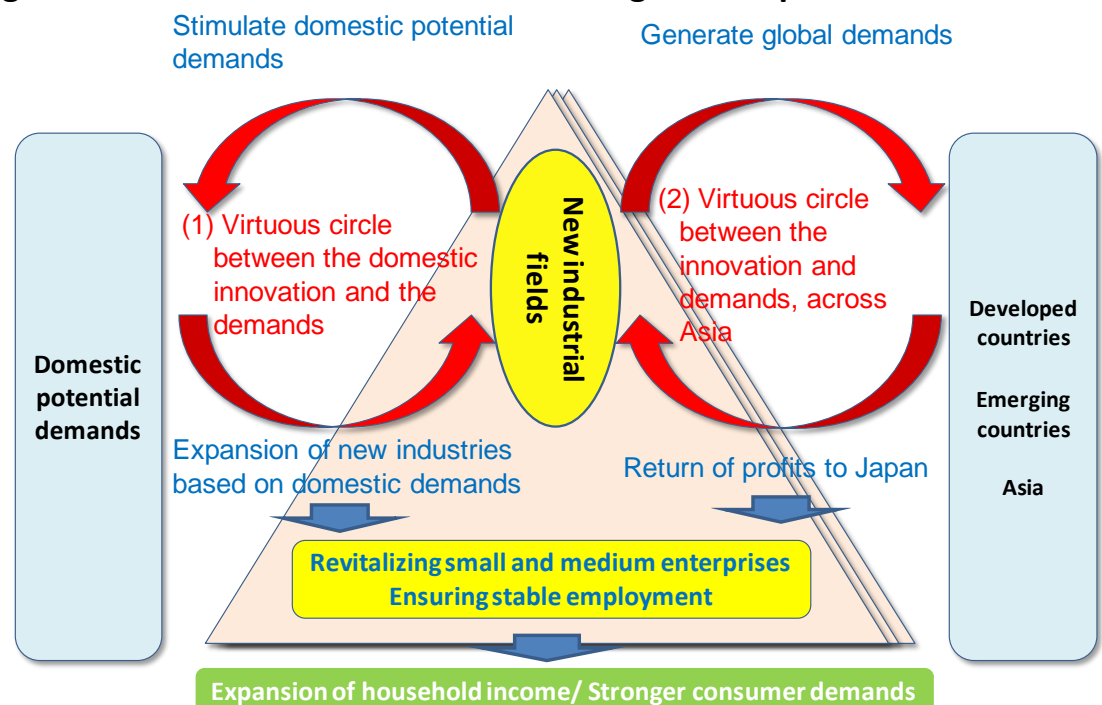 Stimulate domestic potential
demands
Generate global demands
(1) Virtuous circle
between the domestic
innovation and the
demands
New industrial
fields
(2) Virtuous circle
between the
innovation and
demands, across
Asia
Domestic
potential
demands
Developed
countries
Emerging
countries
Asia
Expansion of new industries
based on domestic demands
Return of profits to Japan
Revitalizing small and medium enterprises
Ensuring stable employment
Expansion of household income/ Stronger consumer demands